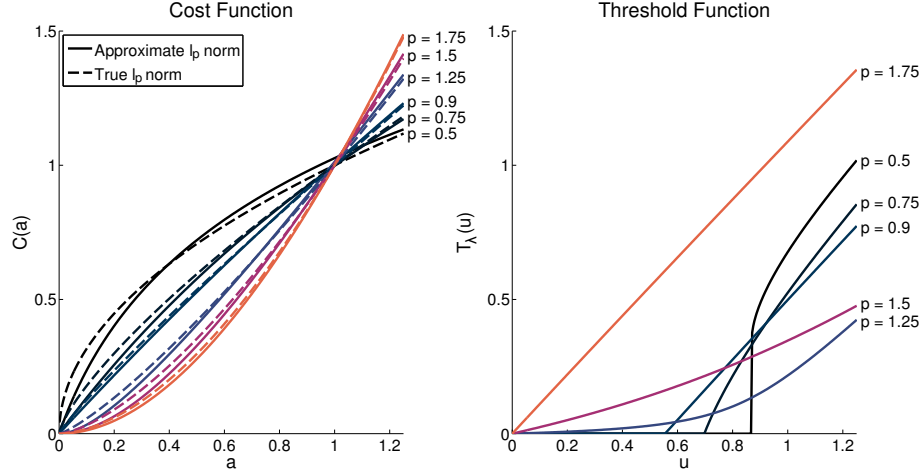 Cost Function
Approximate l_p norm
True l_p norm
p = 1.75
p = 1.5
p = 1.25
p = 0.9
p = 0.75
p = 0.5
C(a)
1.5
1
0.5
0
0 0.2 0.4 0.6 0.8 1 1.2
a
Threshold Function
p = 1.75
p = 0.5
p = 0.75
p = 0.9
p = 1.5
p = 1.25
T_λ(u)
1.5
1
0.5
0
0 0.2 0.4 0.6 0.8 1 1.2
u